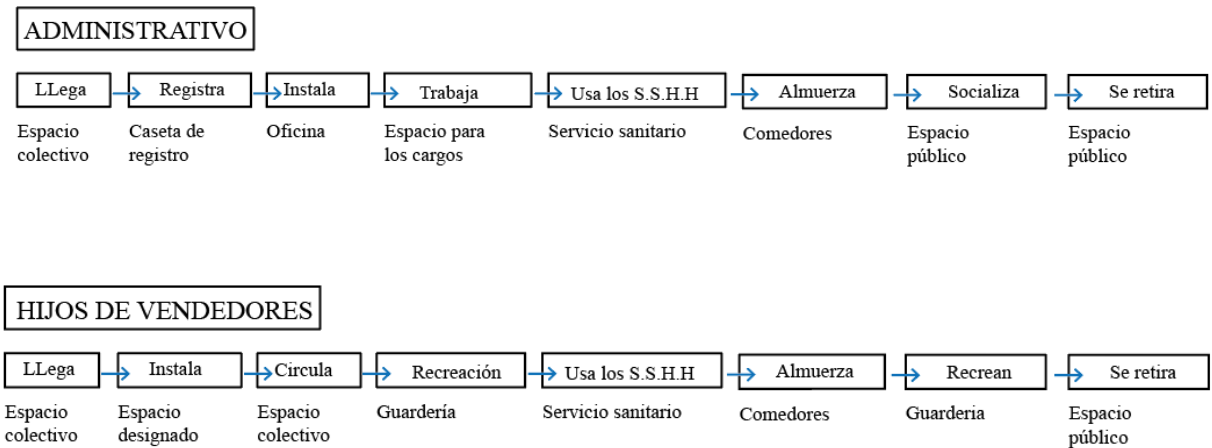 ADMINISTRATIVO
LLega Registra Instala Trabaja Usa los S.S.H.H Almuerza Socializa Se retira
Espacio Caseta de Oficina Espacio para Servicio sanitario Comedores Espacio Espacio
colectivo registro los cargos público público
HIJOS DE VENDEDORES
LLega Instala Circula Recreación Usa los S.S.H.H Almuerza Recrean Se retira
Espacio Espacio Espacio Guardería Servicio sanitario Comedores Guarderia Espacio
colectivo designado colectivo público